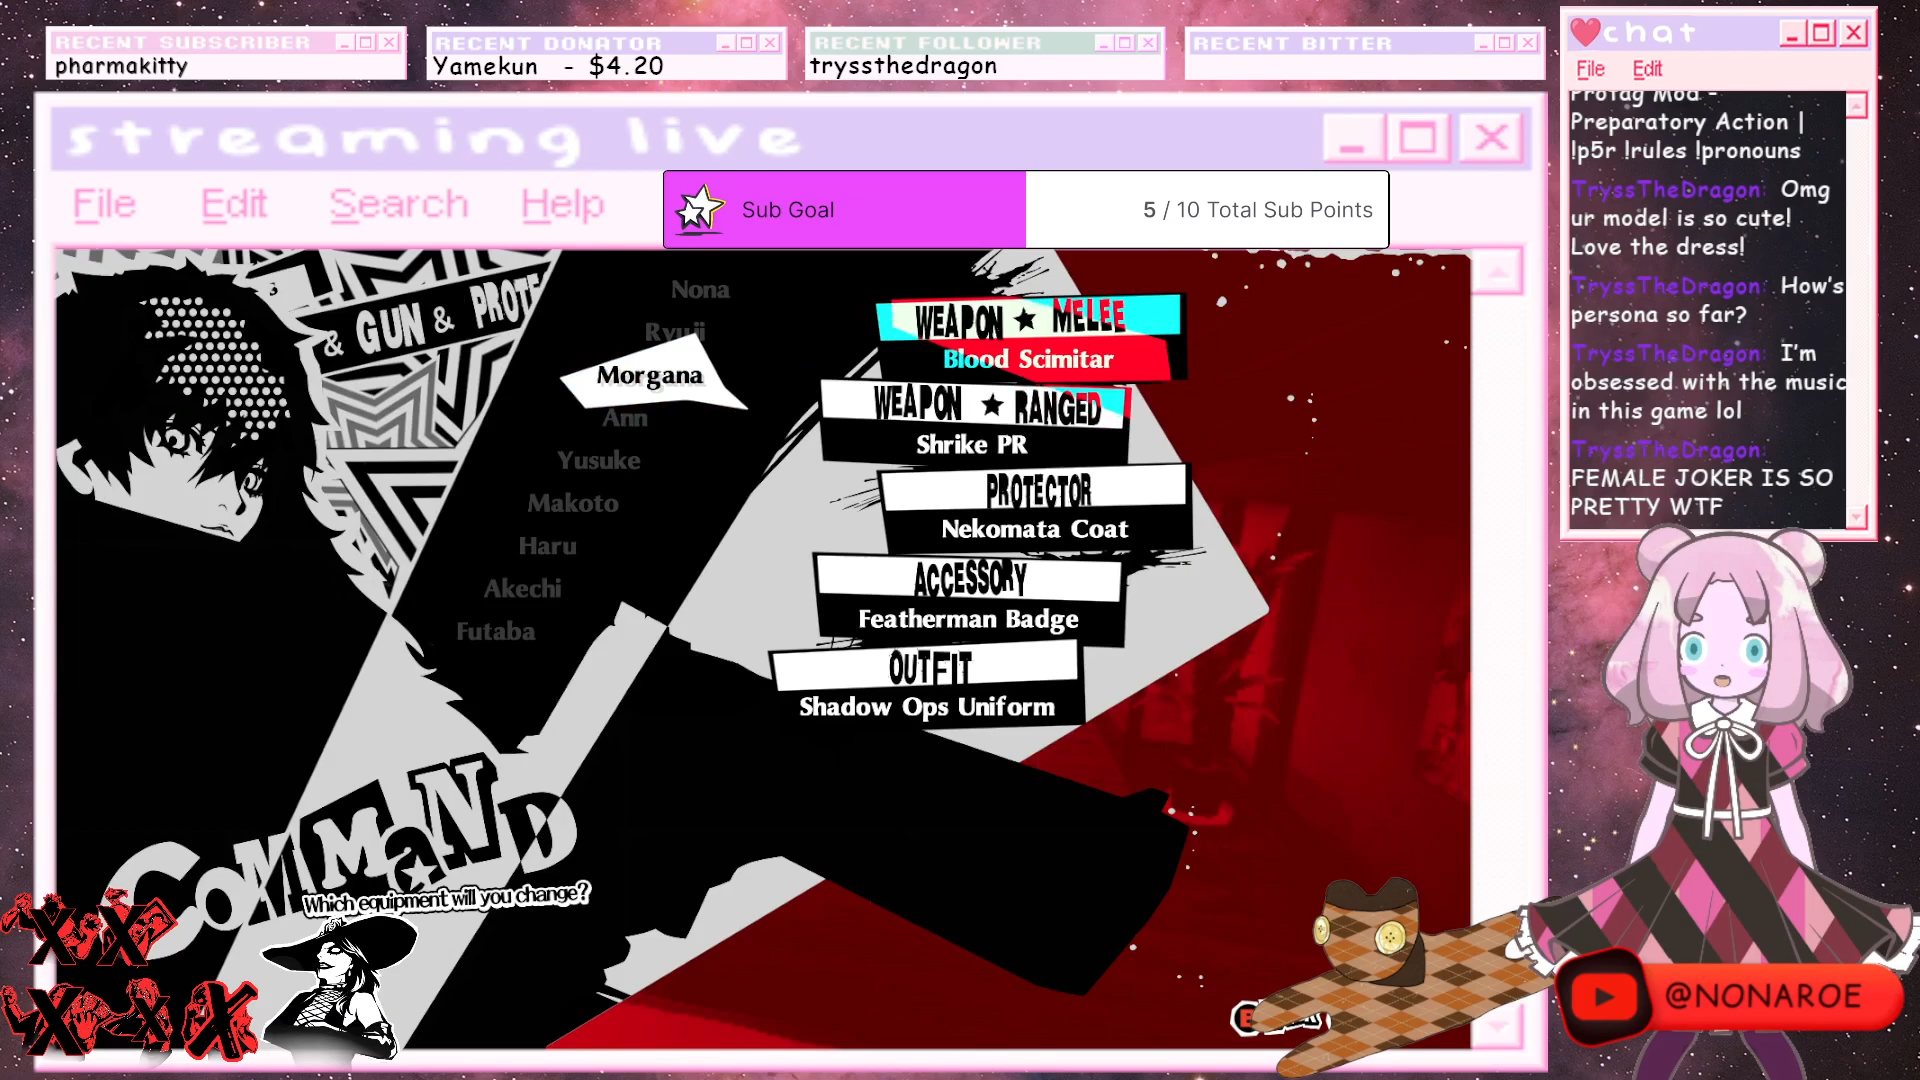 RECENT SUBSCRIBER
pharmakitty
RECENT DONATOR
Yamekun - $4.20
RECENT FOLLOWER
tryssthedragon
RECENT BITTER
streaming live
File Edit Search Help
Sub Goal
5 / 10 Total Sub Points
chat
File Edit
Protag Mod -
Preparatory Action |
!p5r !rules !pronouns
TryssTheDragon: Omg
ur model is so cute!
Love the dress!
TryssTheDragon: How's
persona so far?
TryssTheDragon: I'm
obsessed with the music
in this game lol
TryssTheDragon:
FEMALE JOKER IS SO
PRETTY WTF
& GUN & PROTE
Nona
Ryuji
Morgana
Ann
Yusuke
Makoto
Haru
Akechi
Futaba
WEAPON ★ MELEE
Blood Scimitar
WEAPON ★ RANGED
Shrike PR
PROTECTOR
Nekomata Coat
ACCESSORY
Featherman Badge
OUTFIT
Shadow Ops Uniform
COMMaND
Which equipment will you change?
@NONAROE